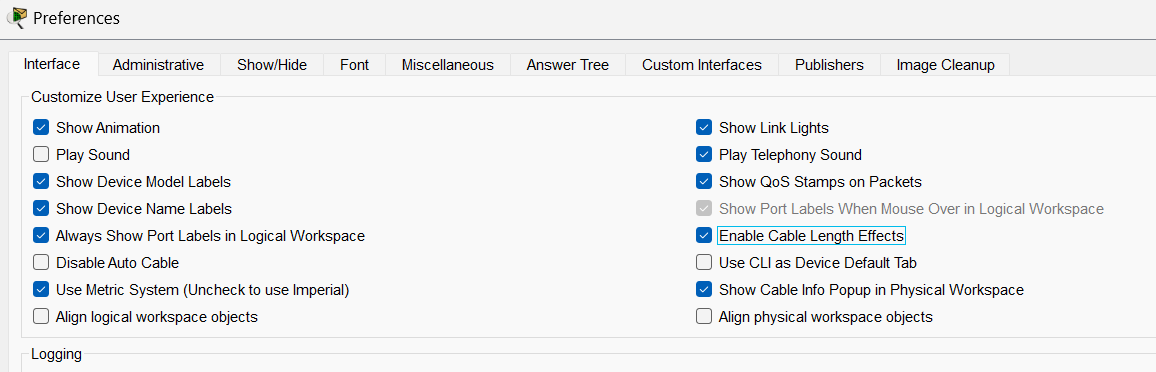 Preferences
Interface Administrative Show/Hide Font Miscellaneous Answer Tree Custom Interfaces Publishers Image Cleanup
Customize User Experience
Show Animation Show Link Lights
Play Sound Play Telephony Sound
Show Device Model Labels Show QoS Stamps on Packets
Show Device Name Labels Show Port Labels When Mouse Over in Logical Workspace
Always Show Port Labels in Logical Workspace Enable Cable Length Effects
Disable Auto Cable Use CLI as Device Default Tab
Use Metric System (Uncheck to use Imperial) Show Cable Info Popup in Physical Workspace
Align logical workspace objects Align physical workspace objects
Logging